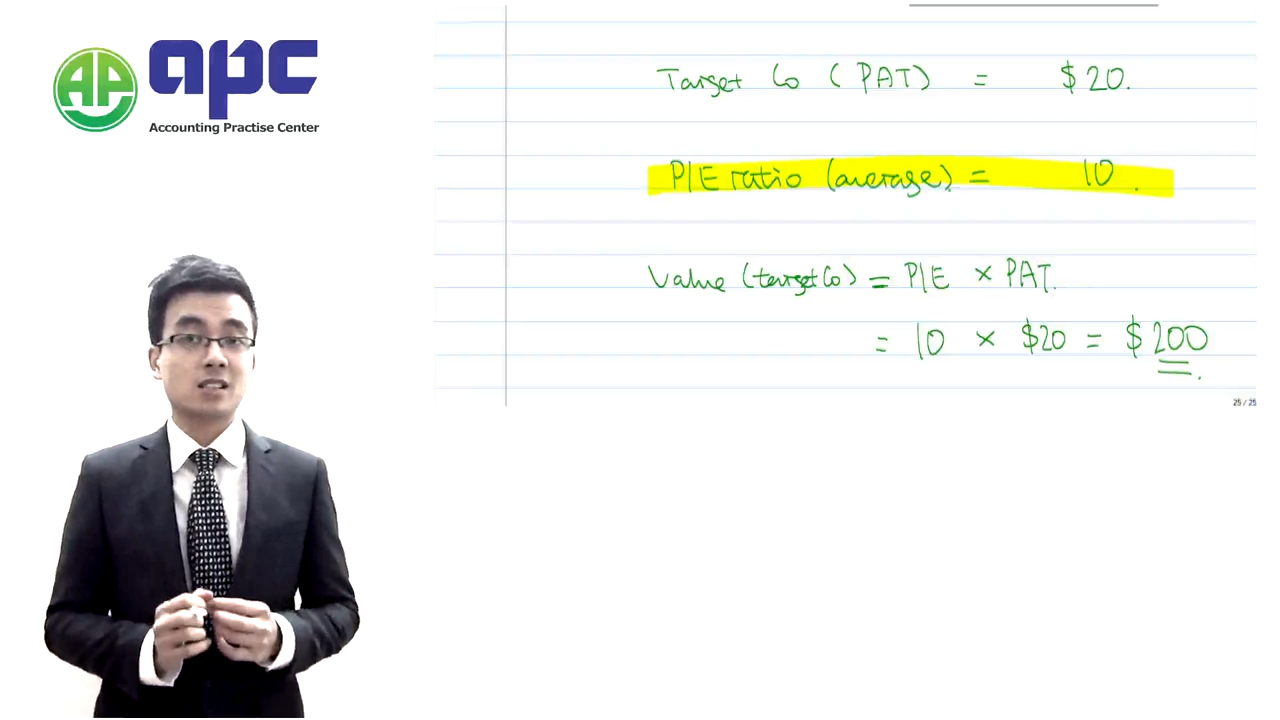 AP
apc
Accounting Practise Center
Target Co (PAT) = $20.
P/E ratio (average) = 10.
Value (target Co) = P/E × PAT.
= 10 × $20 = $200.
25 / 25